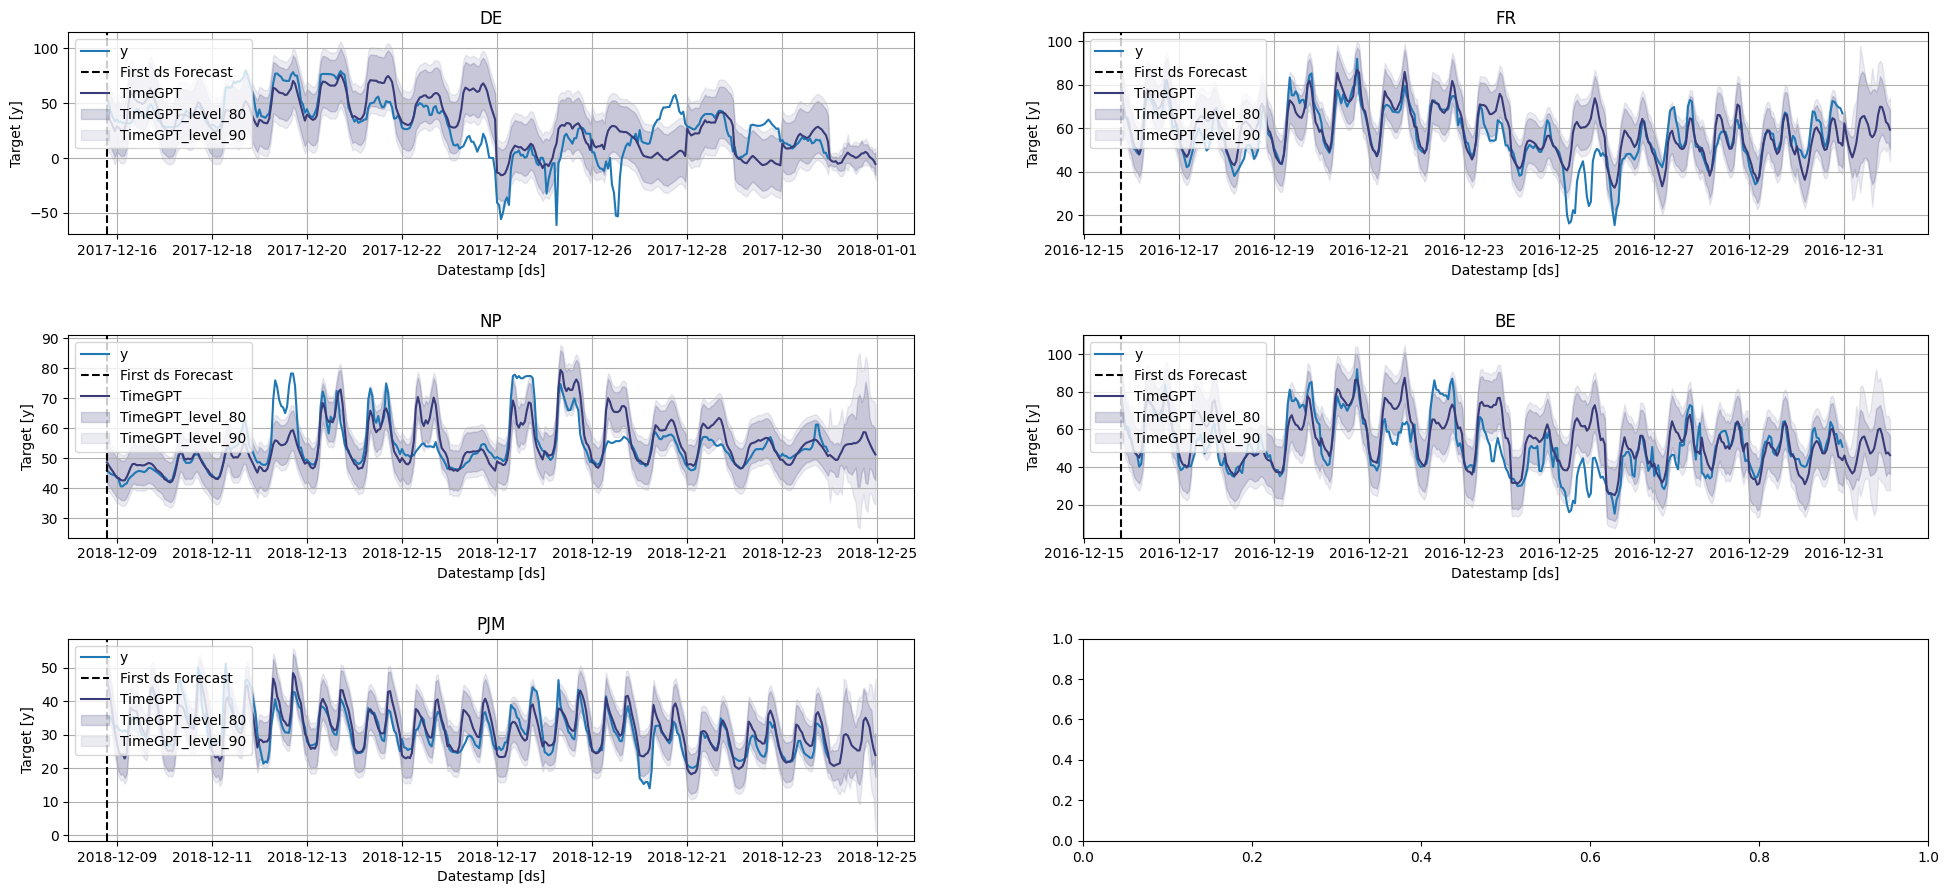 DE
100
50
0
−50
Target [y]
y
First ds Forecast
TimeGPT
TimeGPT_level_80
TimeGPT_level_90
2017-12-16 2017-12-18 2017-12-20 2017-12-22 2017-12-24 2017-12-26 2017-12-28 2017-12-30 2018-01-01
Datestamp [ds]
FR
100
80
60
40
20
Target [y]
y
First ds Forecast
TimeGPT
TimeGPT_level_80
TimeGPT_level_90
2016-12-15 2016-12-17 2016-12-19 2016-12-21 2016-12-23 2016-12-25 2016-12-27 2016-12-29 2016-12-31
Datestamp [ds]
NP
90
80
70
60
50
40
30
Target [y]
y
First ds Forecast
TimeGPT
TimeGPT_level_80
TimeGPT_level_90
2018-12-09 2018-12-11 2018-12-13 2018-12-15 2018-12-17 2018-12-19 2018-12-21 2018-12-23 2018-12-25
Datestamp [ds]
BE
100
80
60
40
20
Target [y]
y
First ds Forecast
TimeGPT
TimeGPT_level_80
TimeGPT_level_90
2016-12-15 2016-12-17 2016-12-19 2016-12-21 2016-12-23 2016-12-25 2016-12-27 2016-12-29 2016-12-31
Datestamp [ds]
PJM
50
40
30
20
10
0
Target [y]
y
First ds Forecast
TimeGPT
TimeGPT_level_80
TimeGPT_level_90
2018-12-09 2018-12-11 2018-12-13 2018-12-15 2018-12-17 2018-12-19 2018-12-21 2018-12-23 2018-12-25
Datestamp [ds]
1.0
0.8
0.6
0.4
0.2
0.0
0.0 0.2 0.4 0.6 0.8 1.0